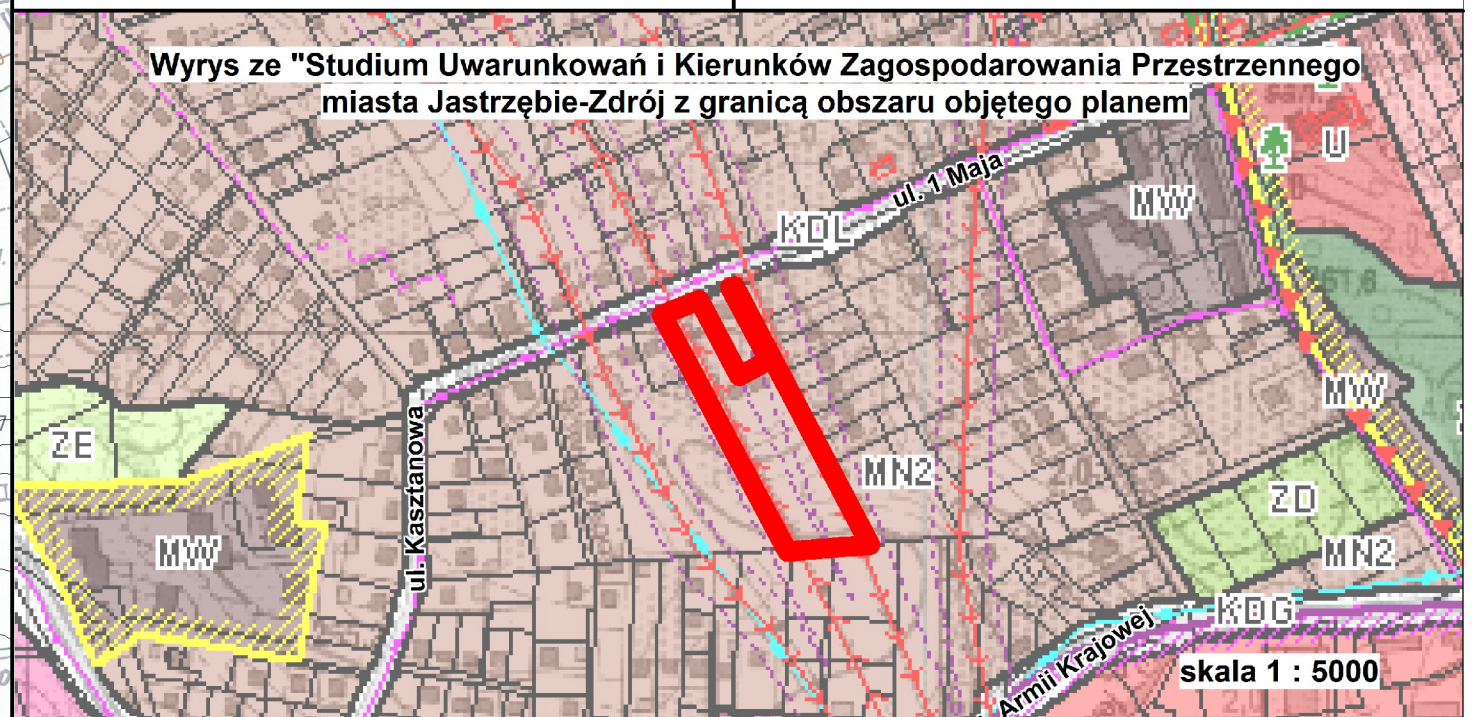 Wyrys ze "Studium Uwarunkowań i Kierunków Zagospodarowania Przestrzennego
miasta Jastrzębie-Zdrój z granicą obszaru objętego planem
U
ul. 1 Maja
MW
KDL
MW
ul. Kasztanowa
ZE
MN2
ZD
MW
MN2
KDG
Armii Krajowej
skala 1 : 5000